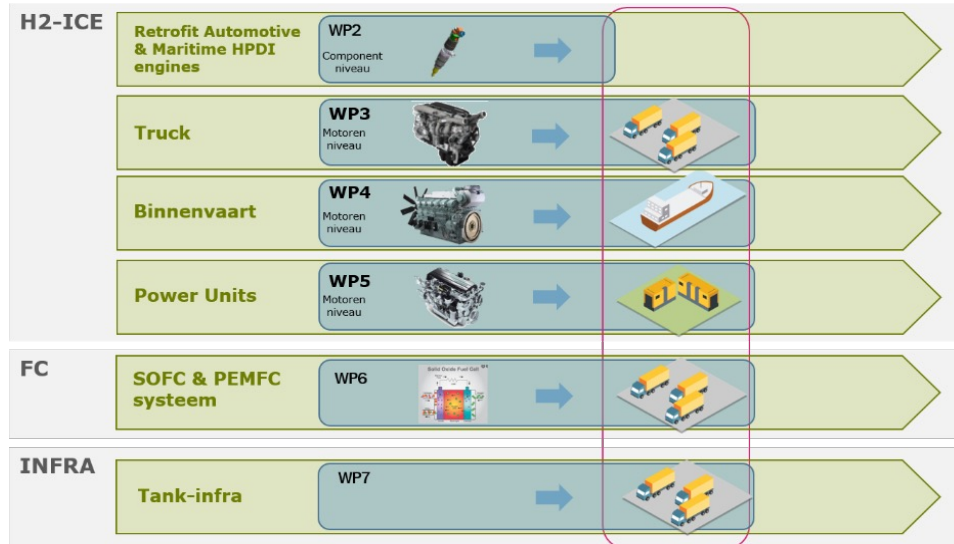 H2-ICE
Retrofit Automotive
& Maritime HPDI
engines
WP2
Component
niveau
Truck
WP3
Motoren
niveau
Binnenvaart
WP4
Motoren
niveau
Power Units
WP5
Motoren
niveau
FC
SOFC & PEMFC
systeem
WP6
Solid Oxide Fuel Cell
INFRA
Tank-infra
WP7